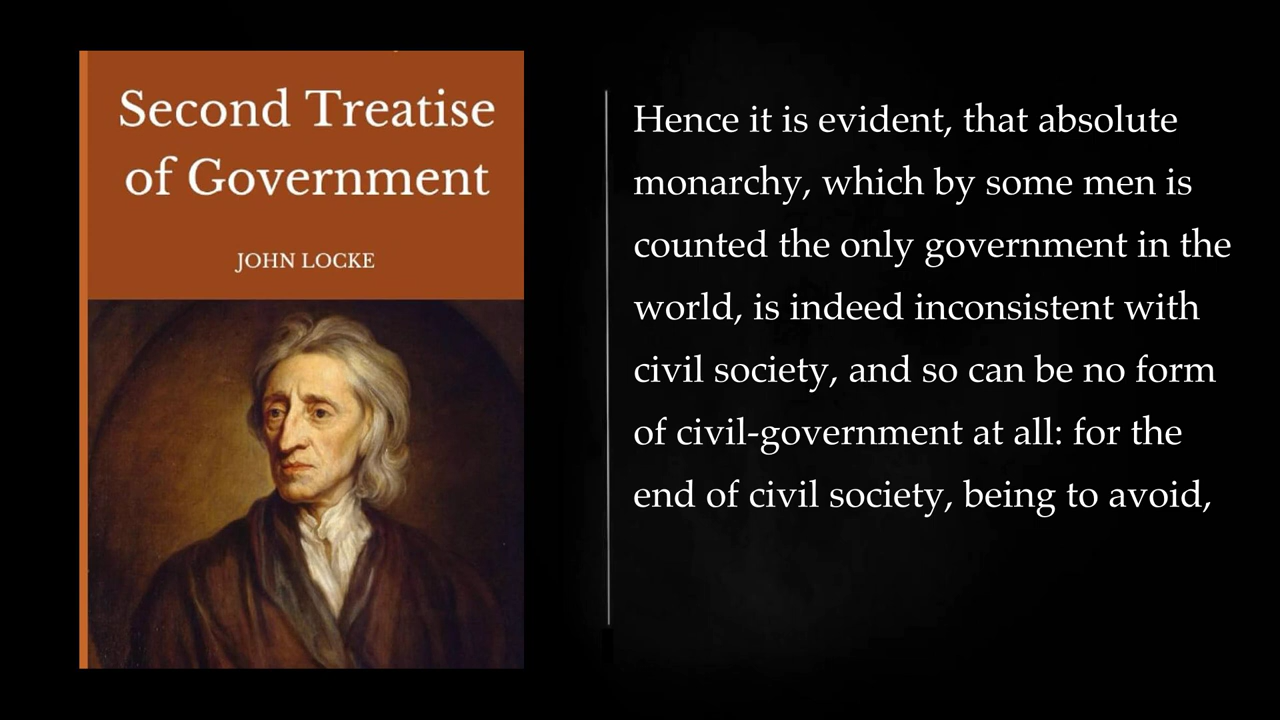 Second Treatise
of Government
JOHN LOCKE
Hence it is evident, that absolute
monarchy, which by some men is
counted the only government in the
world, is indeed inconsistent with
civil society, and so can be no form
of civil-government at all: for the
end of civil society, being to avoid,